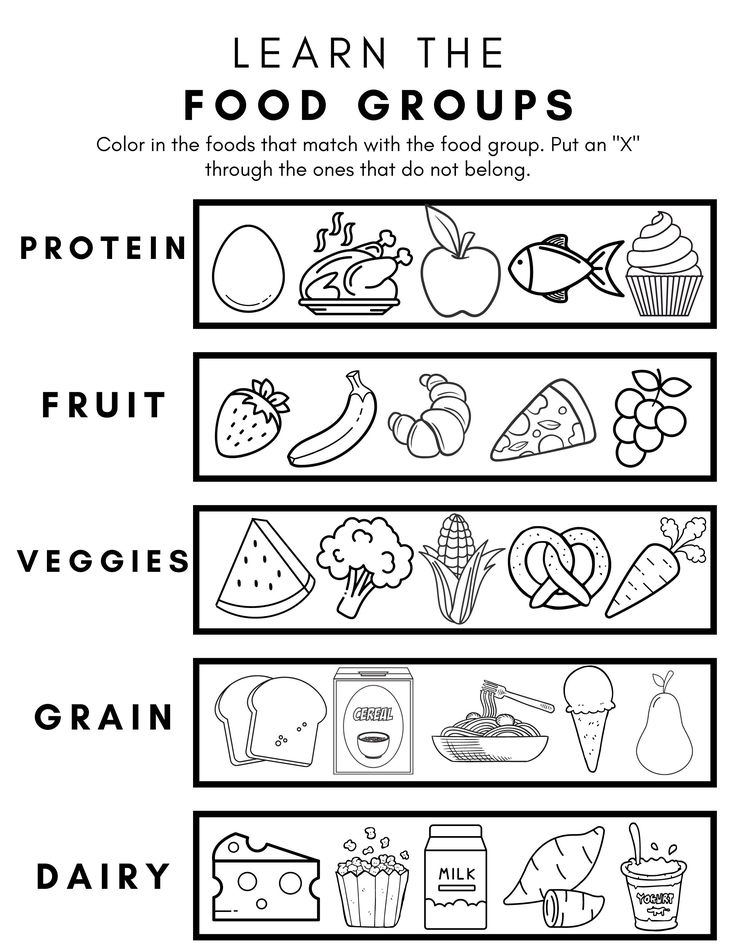 LEARN THE
FOOD GROUPS
Color in the foods that match with the food group. Put an "X"
through the ones that do not belong.
PROTEIN
FRUIT
VEGGIES
GRAIN
CEREAL
DAIRY
MILK
YOGURT